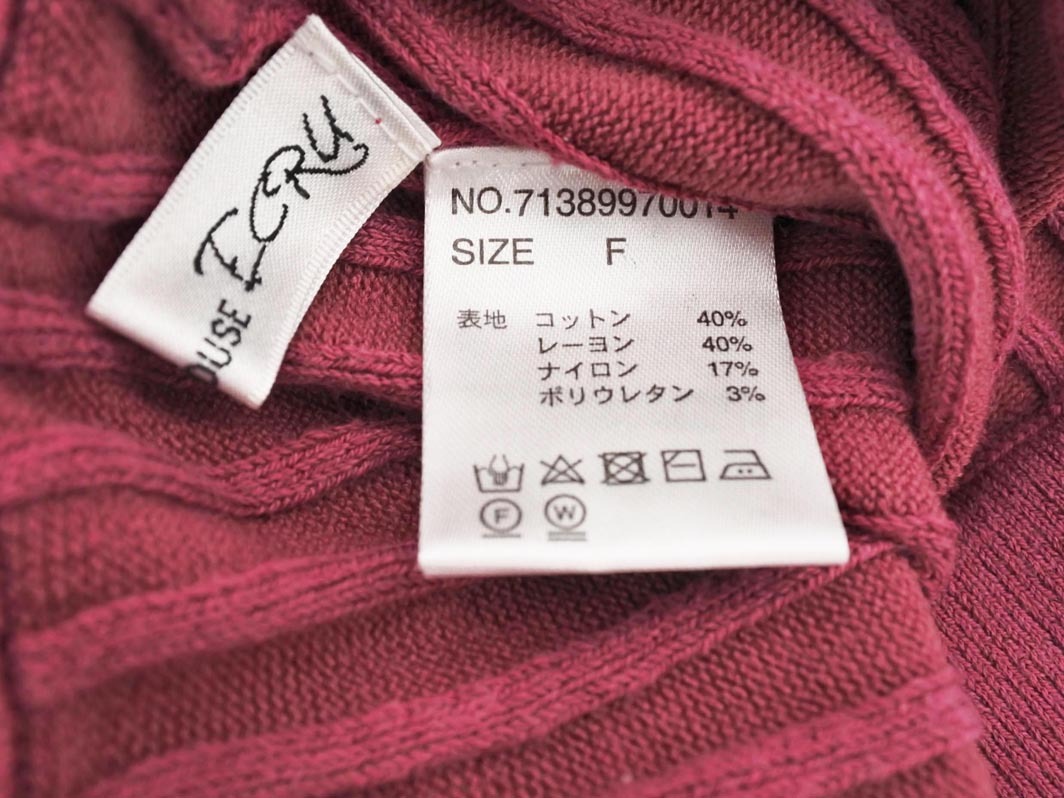 ECRU
NO.71389970014
SIZE F
表地 コットン 40%
レーヨン 40%
ナイロン 17%
ポリウレタン 3%
F W